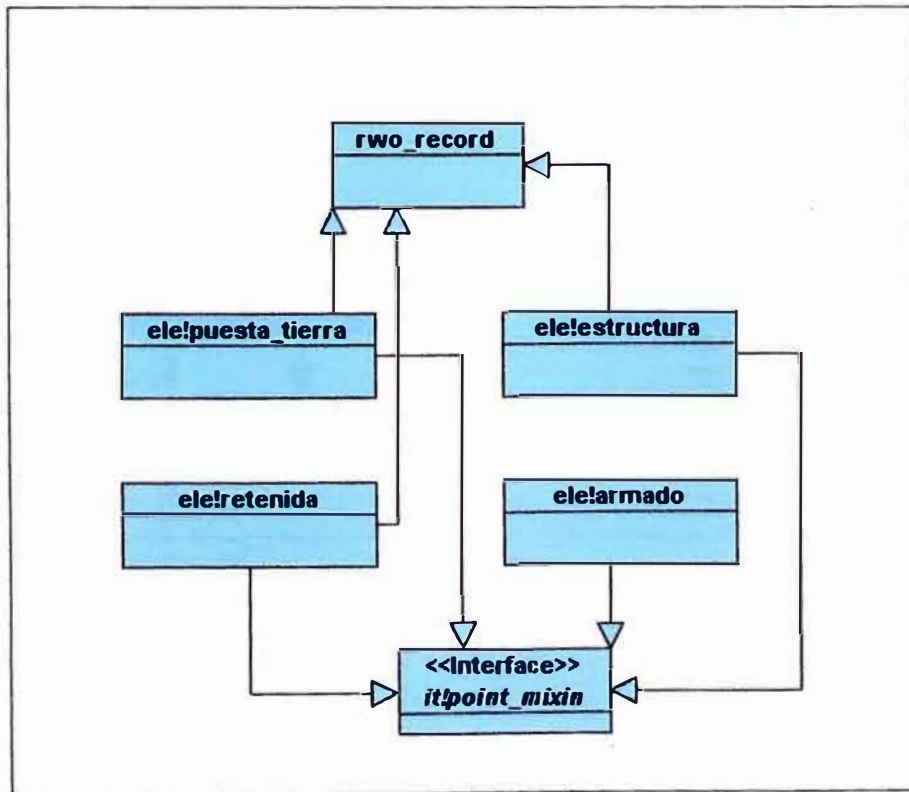 rwo_record
ele!puesta_tierra
ele!estructura
ele!retenida
ele!armado
<<Interface>>
it!point_mixin